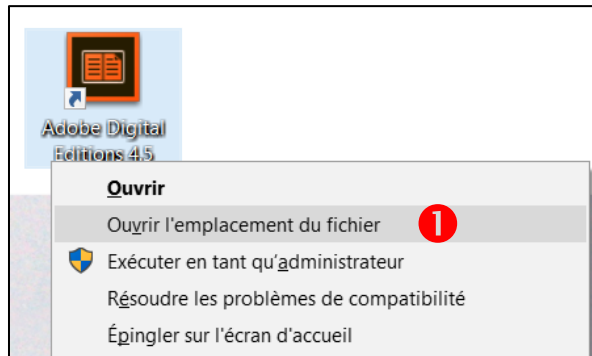 Adobe Digital
Editions 4.5
Ouvrir
Ouvrir l'emplacement du fichier 1
Exécuter en tant qu'administrateur
Résoudre les problèmes de compatibilité
Épingler sur l'écran d'accueil